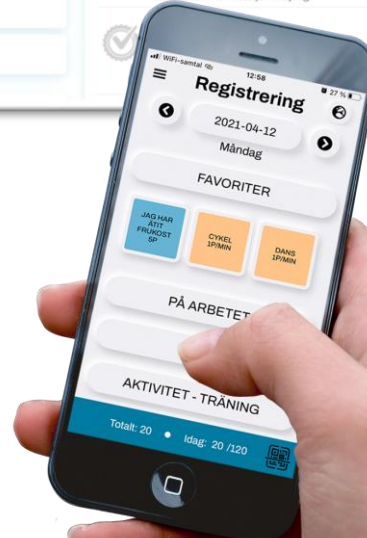 WiFi-samtal
12:58
27 %
Registrering
2021-04-12
Måndag
FAVORITER
JAG HAR
ÄTIT
FRUKOST
5P
CYKEL
1P/MIN
DANS
1P/MIN
PÅ ARBETET
AKTIVITET - TRÄNING
Totalt: 20 • Idag: 20 /120